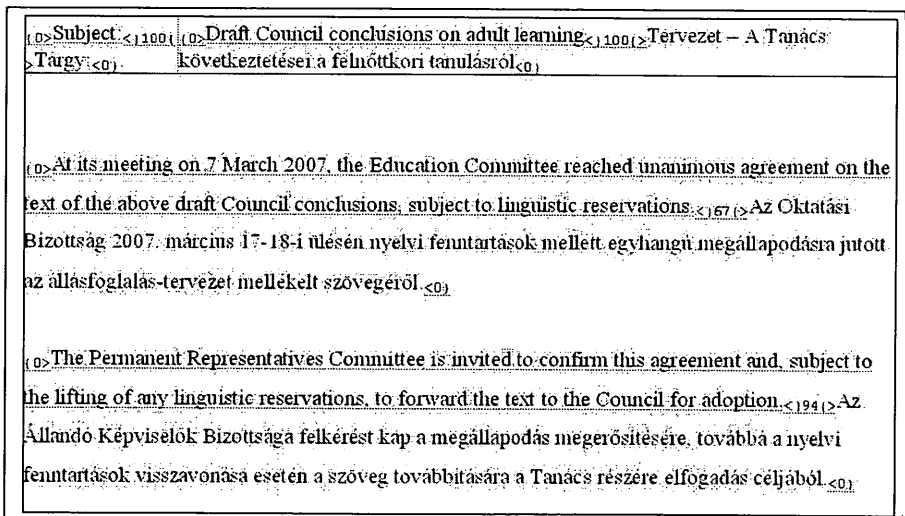 {0>Subject:<}100{ {0>Draft Council conclusions on adult learning<}100{>Tervezet – A Tanács
>Tárgy:<0} következtetései a felnőttkori tanulásról<0}
{0>At its meeting on 7 March 2007, the Education Committee reached unanimous agreement on the
text of the above draft Council conclusions, subject to linguistic reservations.<}67{>Az Oktatási
Bizottság 2007. március 17-18-i ülésén nyelvi fenntartások mellett egyhangú megállapodásra jutott
az állásfoglalás-tervezet mellékelt szövegéről.<0}
{0>The Permanent Representatives Committee is invited to confirm this agreement and, subject to
the lifting of any linguistic reservations, to forward the text to the Council for adoption.<}94{>Az
Állandó Képviselők Bizottsága felkérést kap a megállapodás megerősítésére, továbbá a nyelvi
fenntartások visszavonása esetén a szöveg továbbítására a Tanács részére elfogadás céljából.<0}